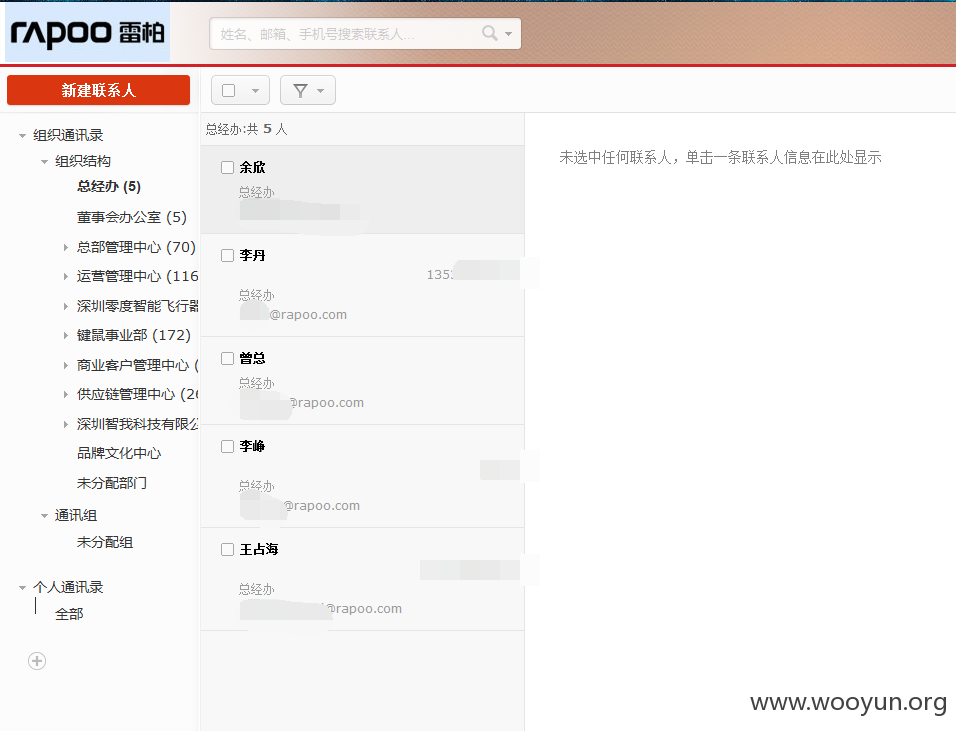 rapoo 雷柏
姓名、邮箱、手机号搜索联系人...
新建联系人
组织通讯录
组织结构
总经办 (5)
董事会办公室 (5)
总部管理中心 (70)
运营管理中心 (116
深圳零度智能飞行器
键鼠事业部 (172)
商业客户管理中心 (
供应链管理中心 (26
深圳智我科技有限公
品牌文化中心
未分配部门
通讯组
未分配组
个人通讯录
全部
总经办:共 5 人
余欣
总经办
李丹
135
总经办
@rapoo.com
曾总
总经办
@rapoo.com
李峥
总经办
@rapoo.com
王占海
总经办
@rapoo.com
未选中任何联系人，单击一条联系人信息在此处显示
www.wooyun.org